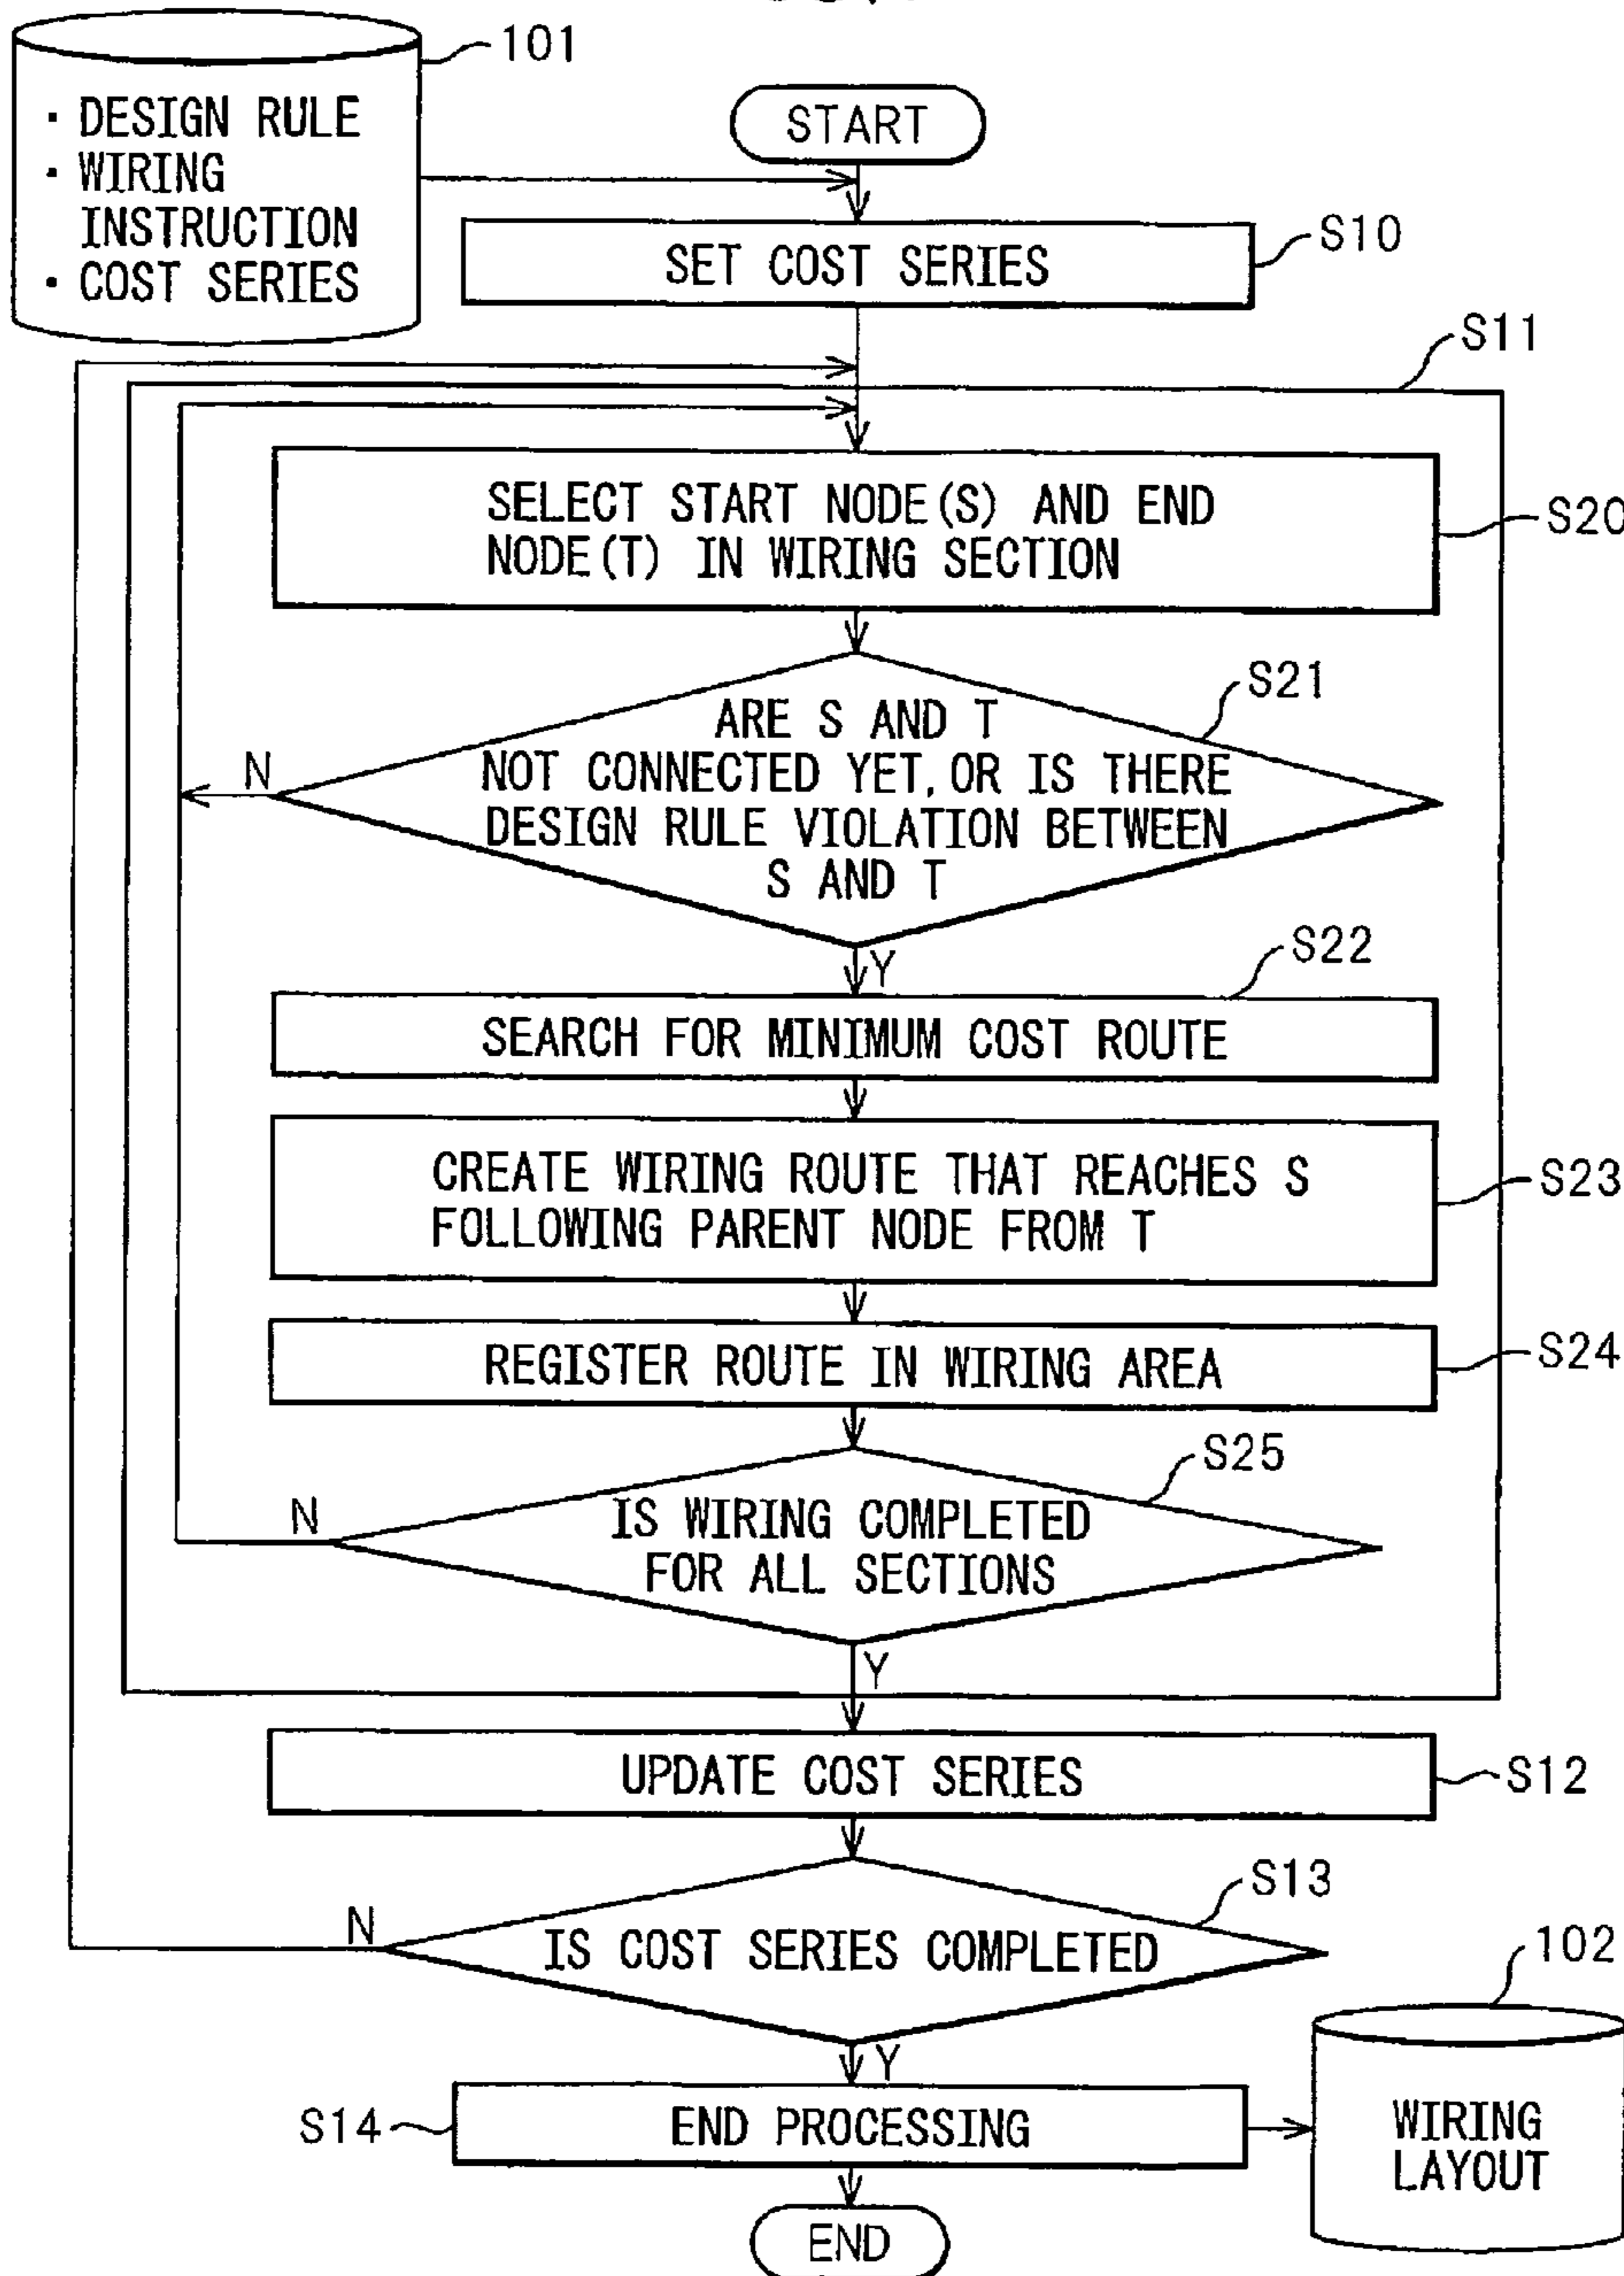 101
· DESIGN RULE
· WIRING
INSTRUCTION
· COST SERIES
START
SET COST SERIES
S10
S11
SELECT START NODE(S) AND END
NODE(T) IN WIRING SECTION
S20
ARE S AND T
NOT CONNECTED YET, OR IS THERE
DESIGN RULE VIOLATION BETWEEN
S AND T
S21
N
Y
S22
SEARCH FOR MINIMUM COST ROUTE
CREATE WIRING ROUTE THAT REACHES S
FOLLOWING PARENT NODE FROM T
S23
REGISTER ROUTE IN WIRING AREA
S24
S25
N
IS WIRING COMPLETED
FOR ALL SECTIONS
Y
UPDATE COST SERIES
S12
S13
N
IS COST SERIES COMPLETED
Y
102
S14
END PROCESSING
WIRING
LAYOUT
END